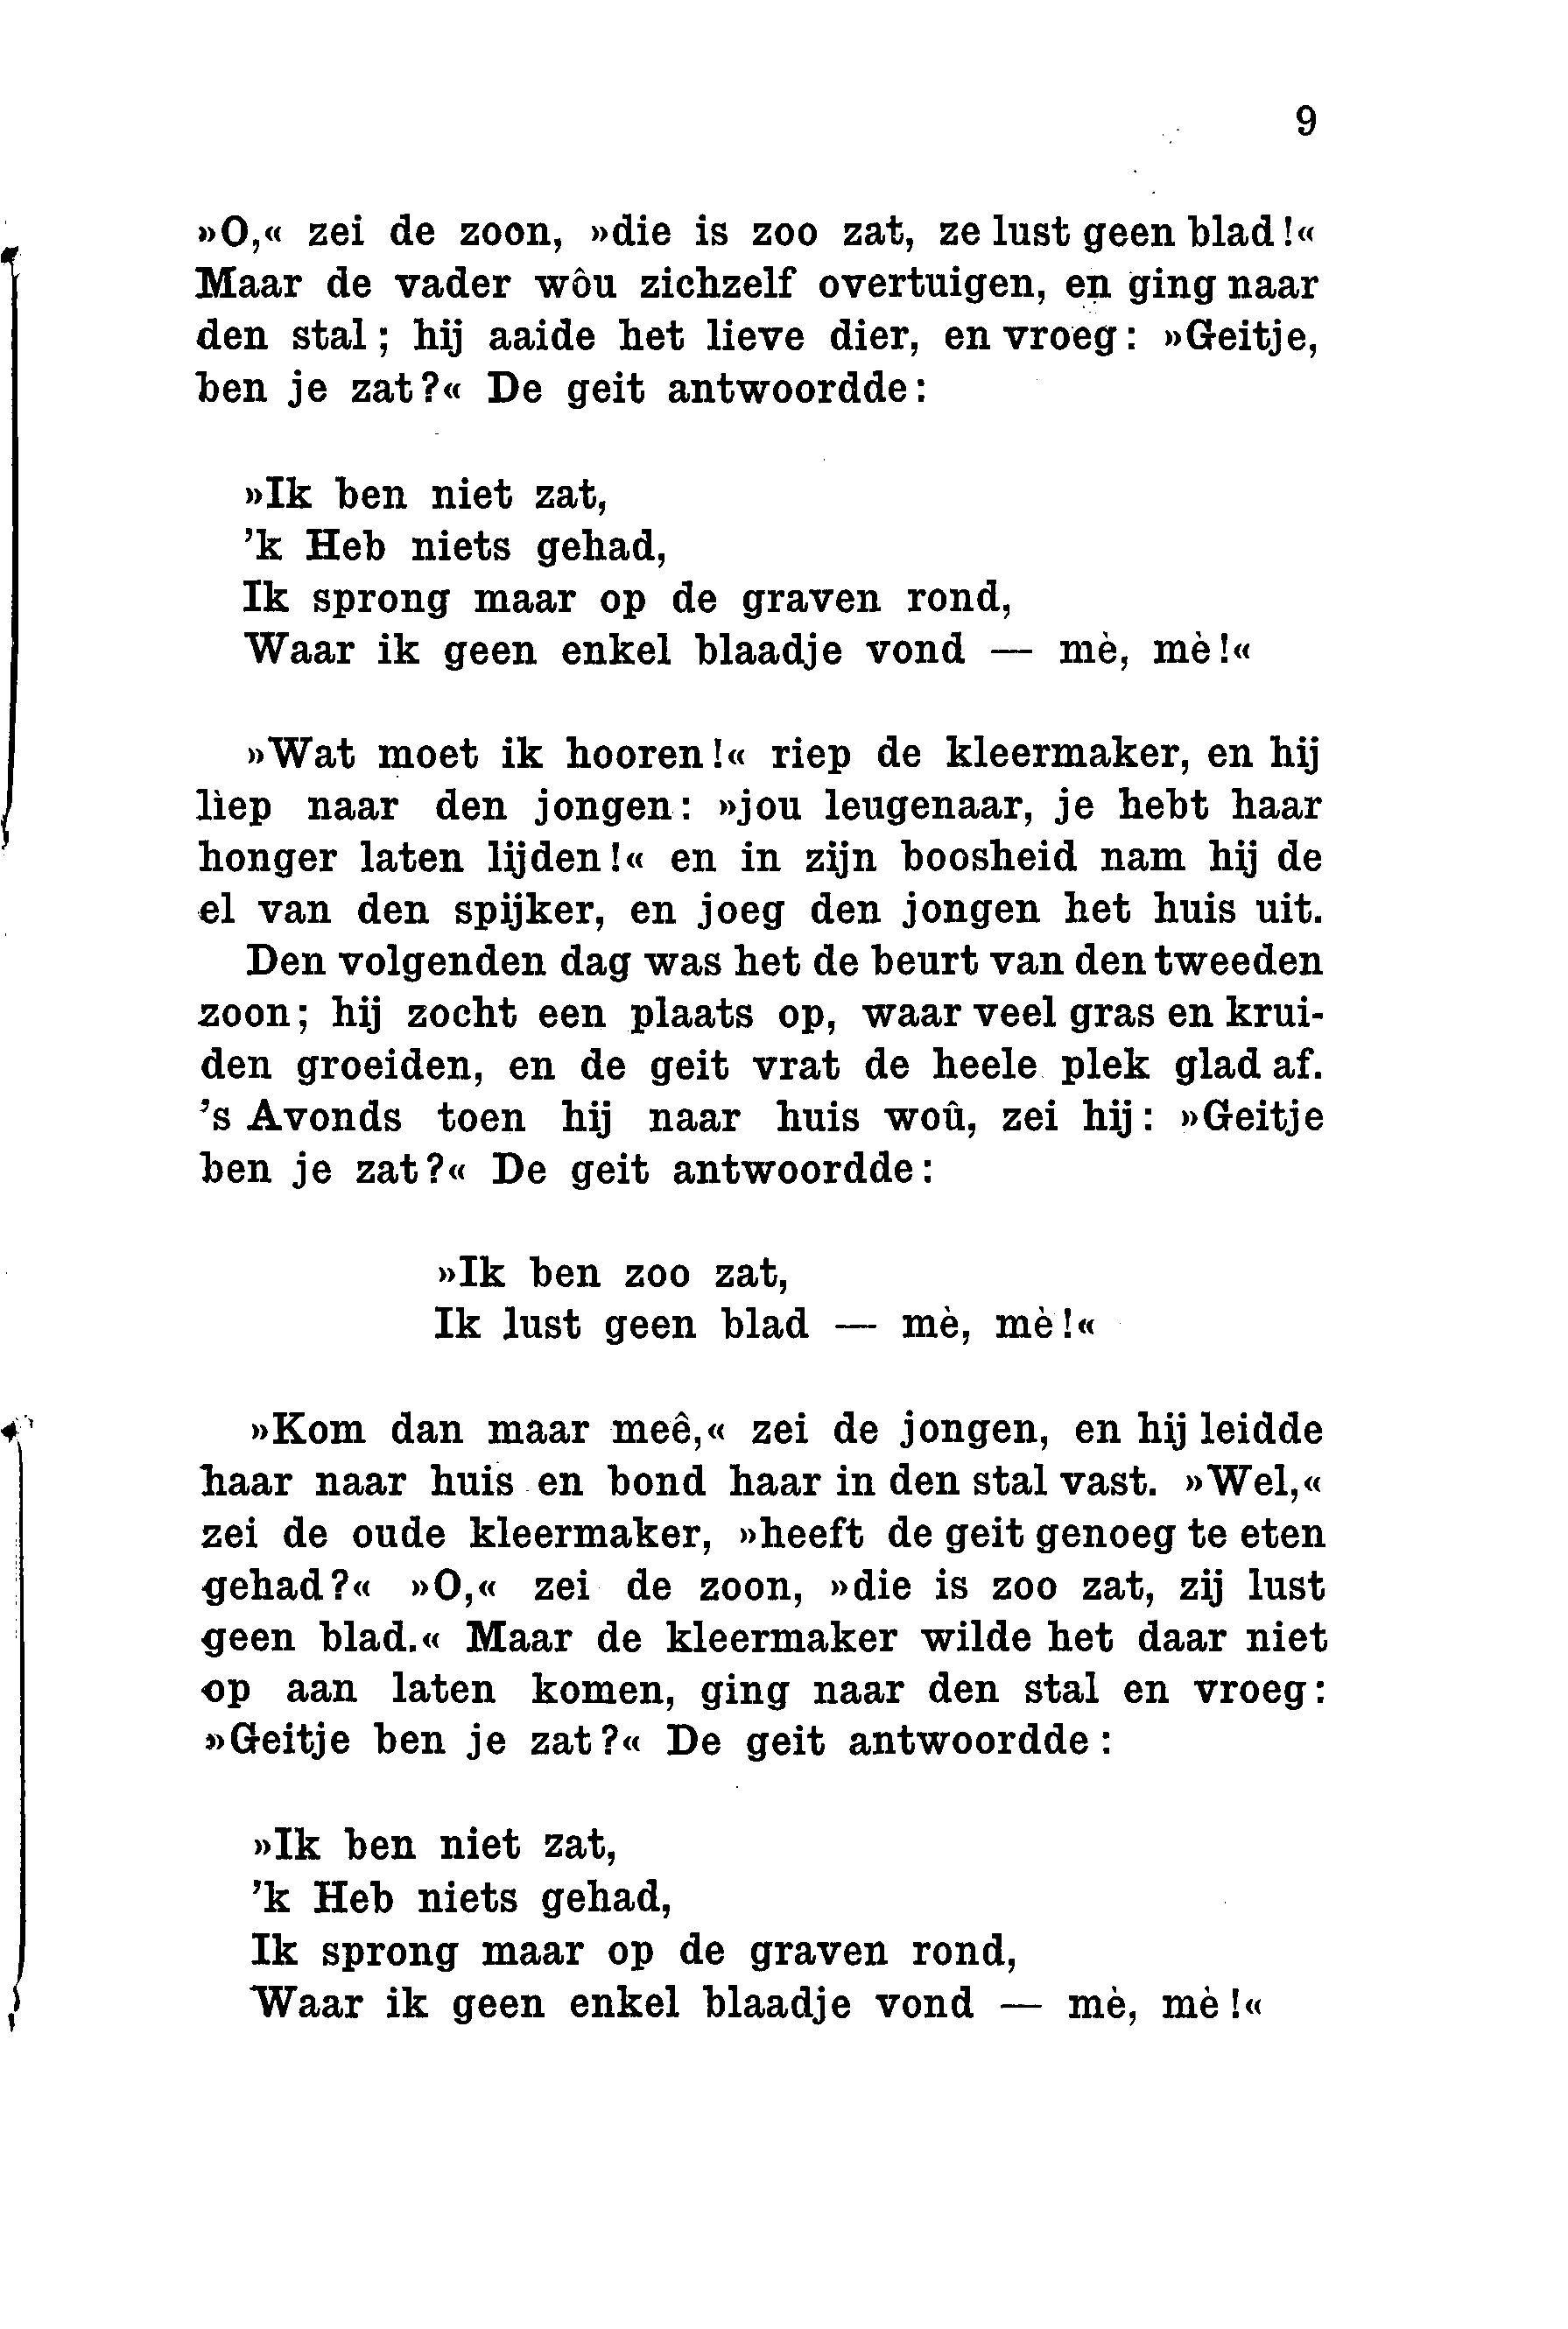 9
»O,« zei de zoon, »die is zoo zat, ze lust geen blad!«
Maar de vader wôu zichzelf overtuigen, en ging naar
den stal; hij aaide het lieve dier, en vroeg: »Geitje,
ben je zat?« De geit antwoordde:
»Ik ben niet zat,
’k Heb niets gehad,
Ik sprong maar op de graven rond,
Waar ik geen enkel blaadje vond — mè, mè!«
»Wat moet ik hooren!« riep de kleermaker, en hij
liep naar den jongen: »jou leugenaar, je hebt haar
honger laten lijden!« en in zijn boosheid nam hij de
el van den spijker, en joeg den jongen het huis uit.
Den volgenden dag was het de beurt van den tweeden
zoon; hij zocht een plaats op, waar veel gras en krui-
den groeiden, en de geit vrat de heele plek glad af.
’s Avonds toen hij naar huis woû, zei hij: »Geitje
ben je zat?« De geit antwoordde:
»Ik ben zoo zat,
Ik lust geen blad — mè, mè!«
»Kom dan maar meê,« zei de jongen, en hij leidde
haar naar huis en bond haar in den stal vast. »Wel,«
zei de oude kleermaker, »heeft de geit genoeg te eten
gehad?« »O,« zei de zoon, »die is zoo zat, zij lust
geen blad.« Maar de kleermaker wilde het daar niet
op aan laten komen, ging naar den stal en vroeg:
»Geitje ben je zat?« De geit antwoordde:
»Ik ben niet zat,
’k Heb niets gehad,
Ik sprong maar op de graven rond,
Waar ik geen enkel blaadje vond — mè, mè!«